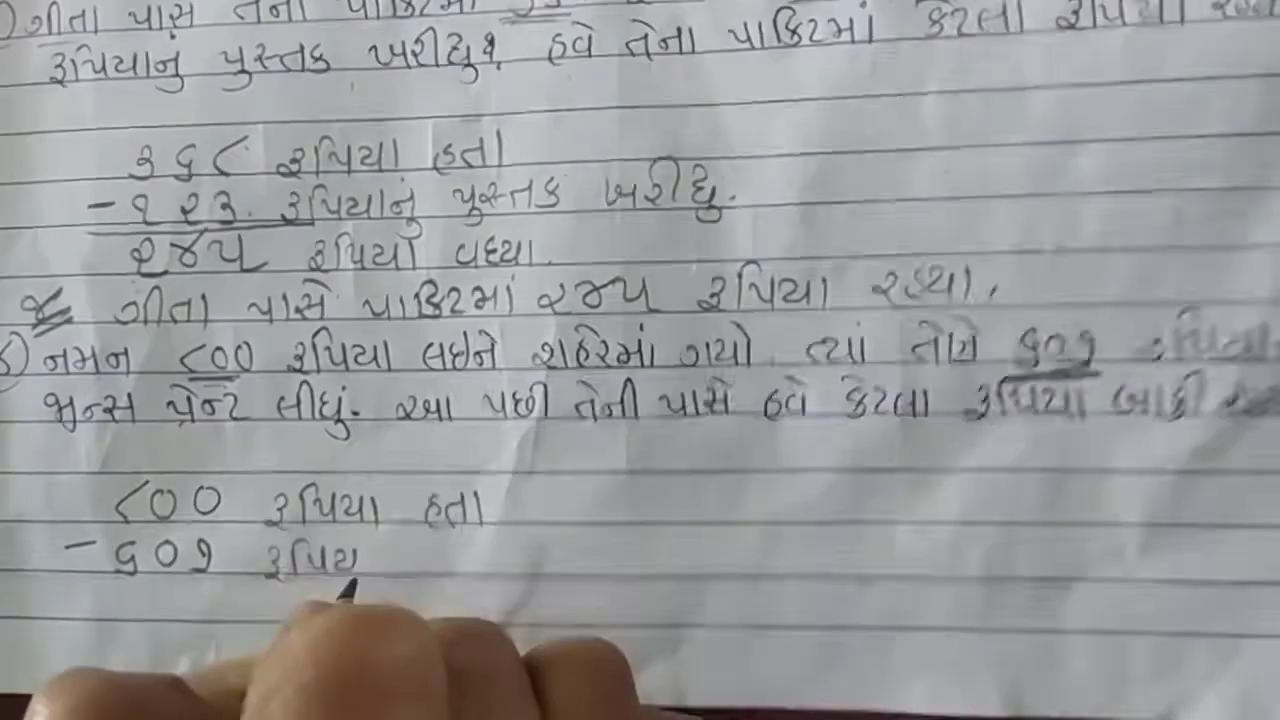 ગીતા પાસે તેના પાકિટમાં
રૂપિયાનું પુસ્તક ખરીદ્યુ, હવે તેના પાકિટમાં કેટલા રૂપિયા
૩૬૮ રૂપિયા હતા
- ૧૨૩. રૂપિયાનું પુસ્તક ખરીદ્યુ.
૨૪૫ રૂપિયા વધ્યા.
ગીતા પાસે પાકિટમાં ૨૪૫ રૂપિયા રહ્યા.
નમન ૮૦૦ રૂપિયા લઇને શહેરમાં ગયો. ત્યાં તેણે ૬૦૧
જીન્સ પેન્ટ લીધું. આ પછી તેની પાસે હવે કેટલા રૂપિયા બાકી
૮૦૦ રૂપિયા હતા
- ૬૦૧ રૂપિય